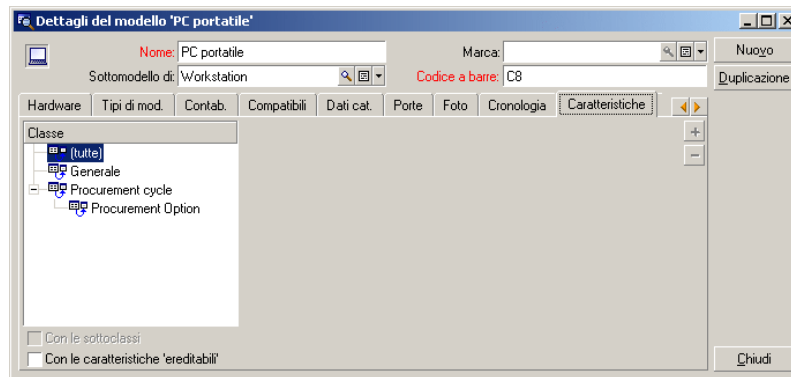 Dettagli del modello 'PC portatile'
Nome: PC portatile Marca: Nuovo
Sottomodello di: Workstation Codice a barre: C8 Duplicazione
Hardware Tipi di mod. Contab. Compatibili Dati cat. Porte Foto Cronologia Caratteristiche
Classe
(tutte)
Generale
Procurement cycle
Procurement Option
Con le sottoclassi
Con le caratteristiche 'ereditabili' Chiudi